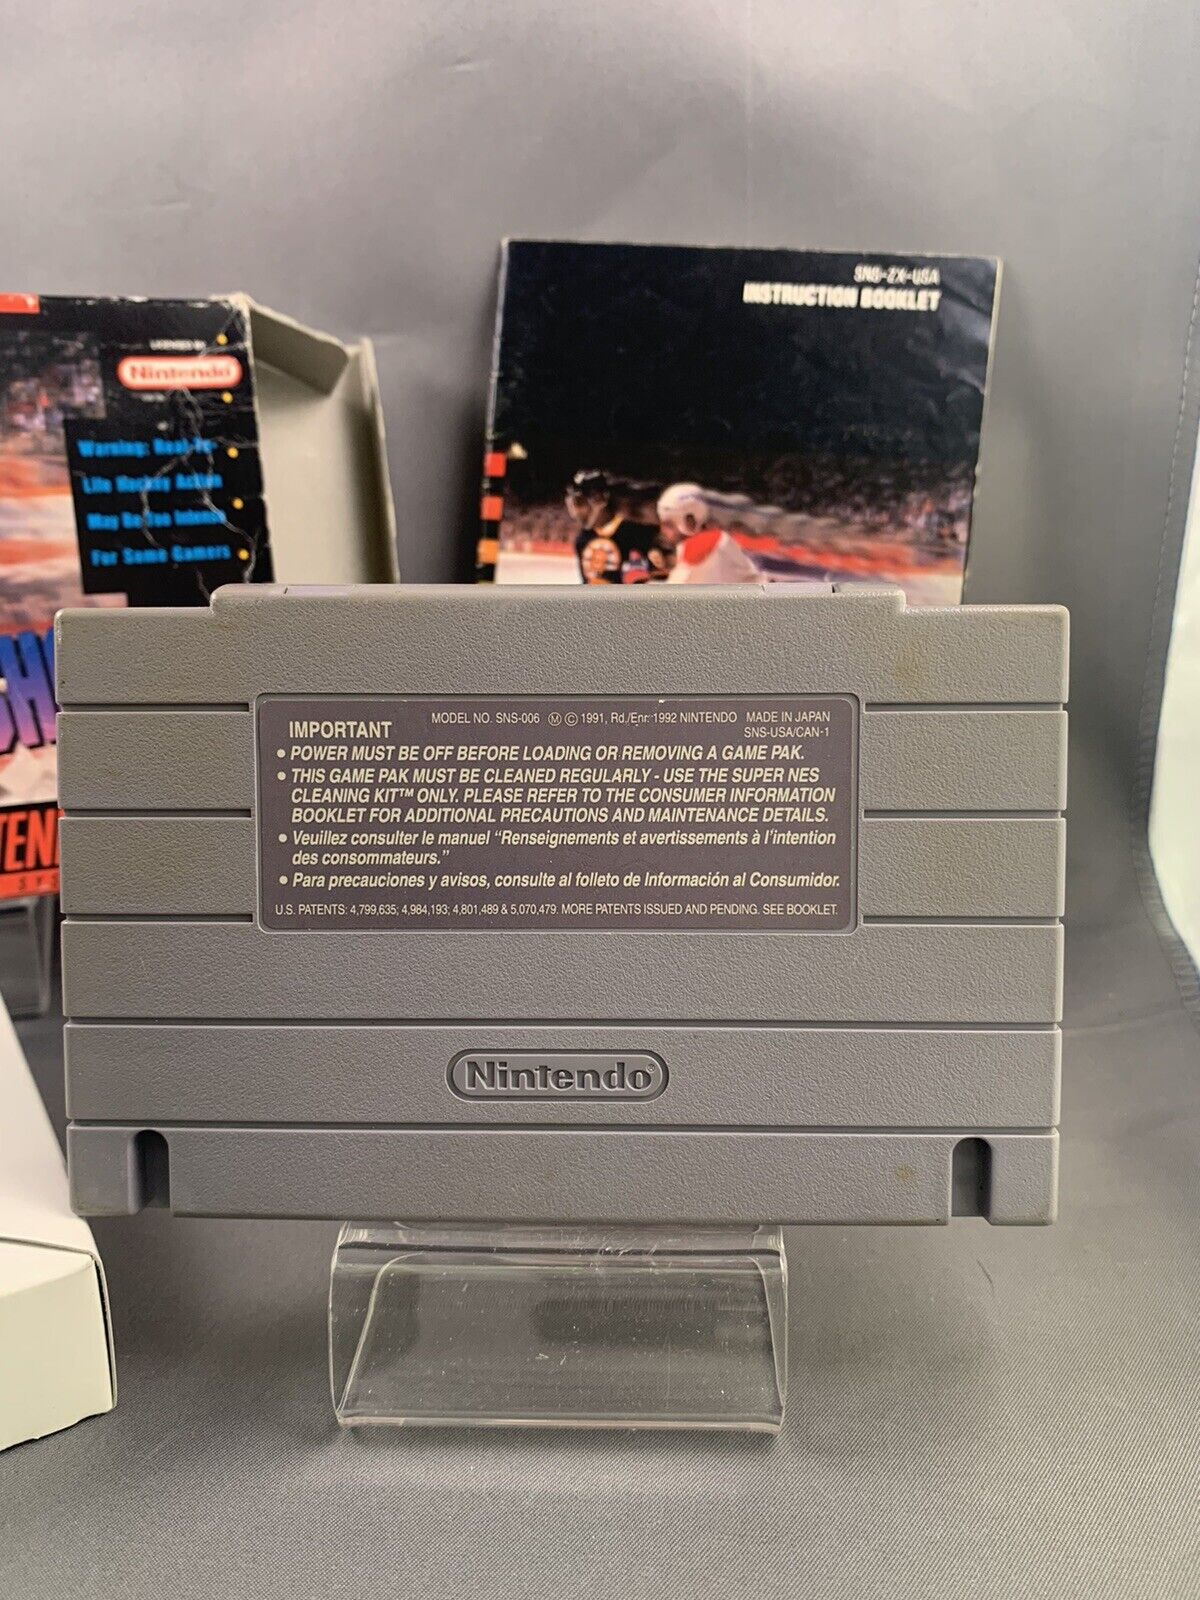 SNS-ZX-USA
INSTRUCTION BOOKLET
LICENSED BY
Nintendo
Warning: Real-To-
Life Hockey Action
May Be Too Intense
For Some Gamers
IMPORTANT
MODEL NO. SNS-006 Ⓜ © 1991, Rd./Enr. 1992 NINTENDO MADE IN JAPAN
SNS-USA/CAN-1
• POWER MUST BE OFF BEFORE LOADING OR REMOVING A GAME PAK.
• THIS GAME PAK MUST BE CLEANED REGULARLY - USE THE SUPER NES
CLEANING KIT™ ONLY. PLEASE REFER TO THE CONSUMER INFORMATION
BOOKLET FOR ADDITIONAL PRECAUTIONS AND MAINTENANCE DETAILS.
• Veuillez consulter le manuel “Renseignements et avertissements à l’intention
des consommateurs.”
• Para precauciones y avisos, consulte al folleto de Información al Consumidor.
U.S. PATENTS: 4,799,635; 4,984,193; 4,801,489 & 5,070,479. MORE PATENTS ISSUED AND PENDING. SEE BOOKLET.
Nintendo®